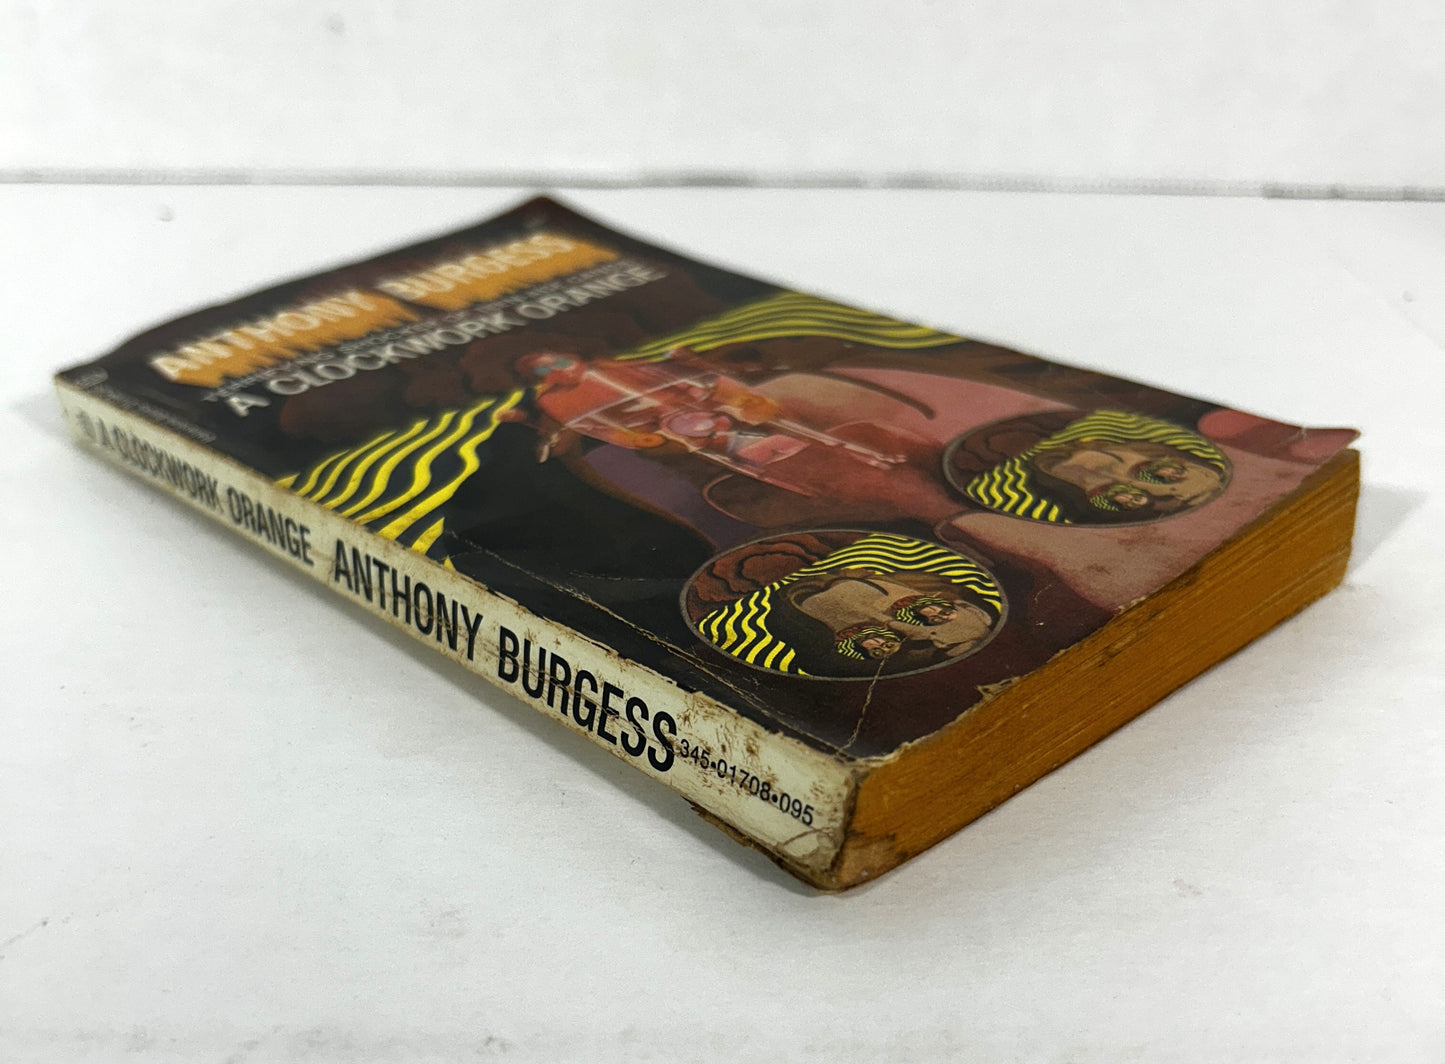 ANTHONY BURGESS
A CLOCKWORK ORANGE
A CLOCKWORK ORANGE ANTHONY BURGESS 345•01708•095